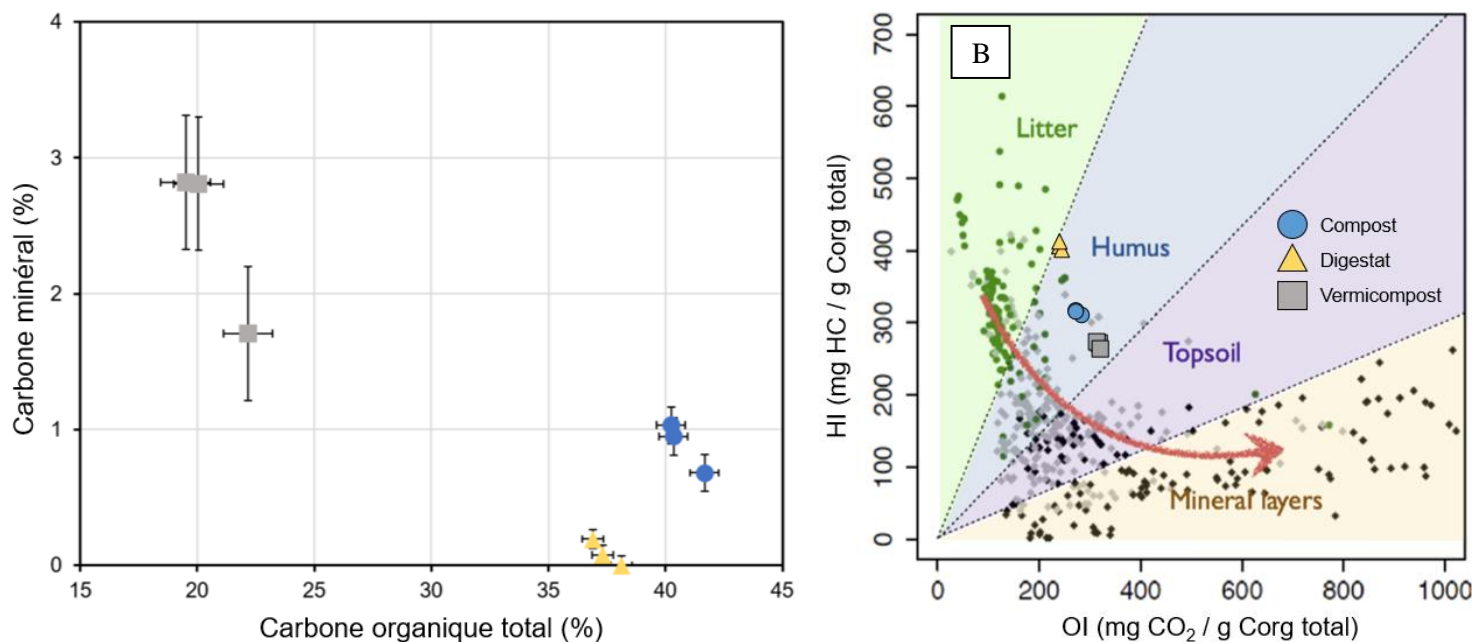 4
3
2
1
0
15
20
25
30
35
40
45
Carbone minéral (%)
Carbone organique total (%)
B
700
600
500
400
300
200
100
0
0
200
400
600
800
1000
HI (mg HC / g Corg total)
OI (mg CO₂ / g Corg total)
Litter
Humus
Topsoil
Mineral layers
Compost
Digestat
Vermicompost